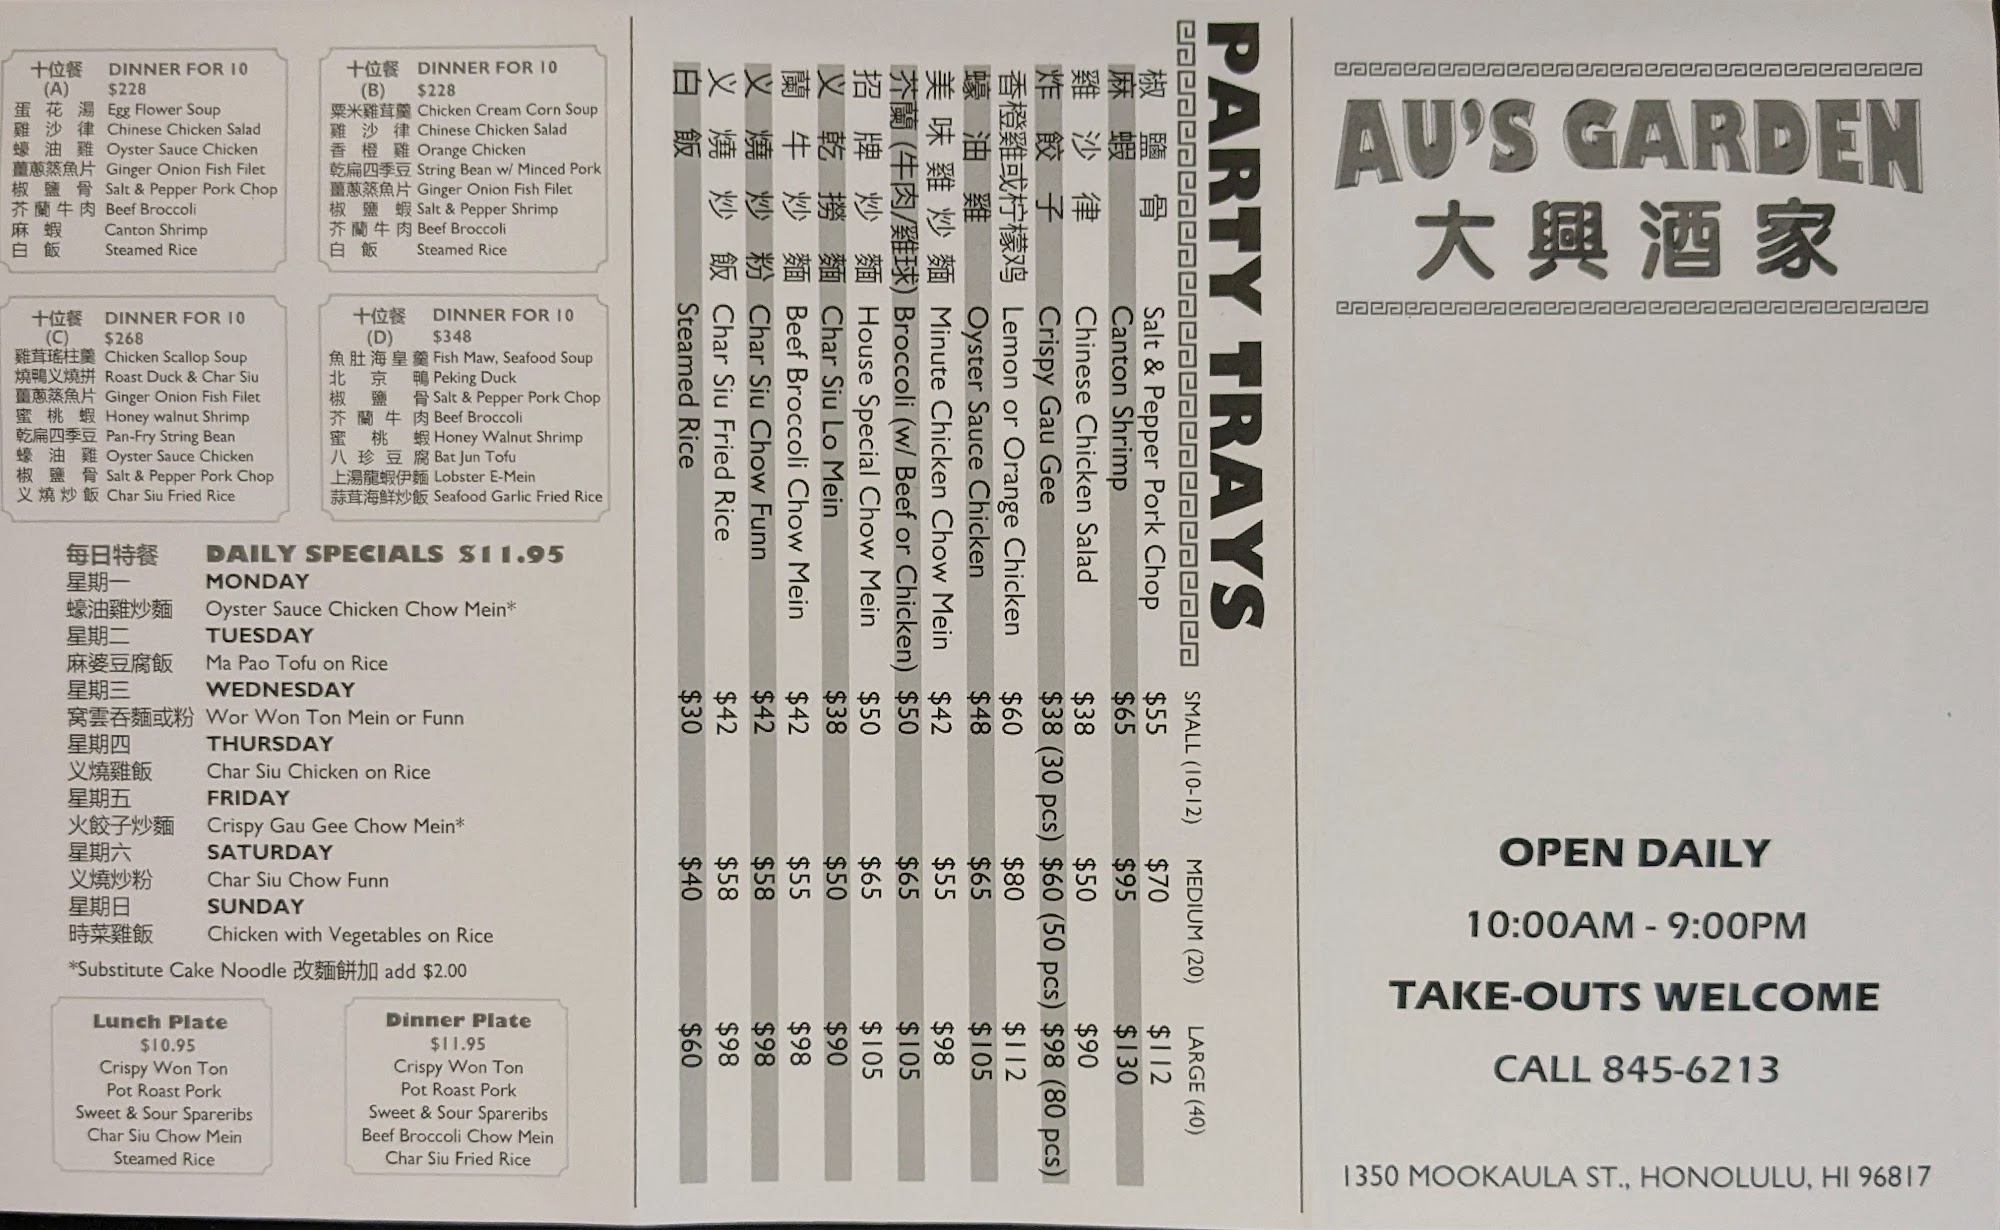 十位餐 DINNER FOR 10
(A) $228
蛋花湯 Egg Flower Soup
雞沙律 Chinese Chicken Salad
蠔油雞 Oyster Sauce Chicken
薑蔥蒸魚片 Ginger Onion Fish Filet
椒鹽骨 Salt & Pepper Pork Chop
芥蘭牛肉 Beef Broccoli
麻蝦 Canton Shrimp
白飯 Steamed Rice
十位餐 DINNER FOR 10
(B) $228
粟米雞茸羹 Chicken Cream Corn Soup
雞沙律 Chinese Chicken Salad
香橙雞 Orange Chicken
乾扁四季豆 String Bean w/ Minced Pork
薑蔥蒸魚片 Ginger Onion Fish Filet
椒鹽蝦 Salt & Pepper Shrimp
芥蘭牛肉 Beef Broccoli
白飯 Steamed Rice
十位餐 DINNER FOR 10
(C) $268
雞茸瑤柱羹 Chicken Scallop Soup
燒鴨义燒拼 Roast Duck & Char Siu
薑蔥蒸魚片 Ginger Onion Fish Filet
蜜桃蝦 Honey walnut Shrimp
乾扁四季豆 Pan-Fry String Bean
蠔油雞 Oyster Sauce Chicken
椒鹽骨 Salt & Pepper Pork Chop
义燒炒飯 Char Siu Fried Rice
十位餐 DINNER FOR 10
(D) $348
魚肚海皇羹 Fish Maw, Seafood Soup
北京鴨 Peking Duck
椒鹽骨 Salt & Pepper Pork Chop
芥蘭牛肉 Beef Broccoli
蜜桃蝦 Honey Walnut Shrimp
八珍豆腐 Bat Jun Tofu
上湯龍蝦伊麵 Lobster E-Mein
蒜茸海鮮炒飯 Seafood Garlic Fried Rice
每日特餐 DAILY SPECIALS $11.95
星期一 MONDAY
蠔油雞炒麵 Oyster Sauce Chicken Chow Mein*
星期二 TUESDAY
麻婆豆腐飯 Ma Pao Tofu on Rice
星期三 WEDNESDAY
窝雲吞麵或粉 Wor Won Ton Mein or Funn
星期四 THURSDAY
义燒雞飯 Char Siu Chicken on Rice
星期五 FRIDAY
火餃子炒麵 Crispy Gau Gee Chow Mein*
星期六 SATURDAY
义燒炒粉 Char Siu Chow Funn
星期日 SUNDAY
時菜雞飯 Chicken with Vegetables on Rice
*Substitute Cake Noodle 改麵餅加 add $2.00
Lunch Plate
$10.95
Crispy Won Ton
Pot Roast Pork
Sweet & Sour Spareribs
Char Siu Chow Mein
Steamed Rice
Dinner Plate
$11.95
Crispy Won Ton
Pot Roast Pork
Sweet & Sour Spareribs
Beef Broccoli Chow Mein
Char Siu Fried Rice
PARTY TRAYS
SMALL (10-12) MEDIUM (20) LARGE (40)
椒鹽骨 Salt & Pepper Pork Chop $55 $70 $112
麻蝦 Canton Shrimp $65 $95 $130
雞沙律 Chinese Chicken Salad $38 $50 $90
炸餃子 Crispy Gau Gee $38 (30 pcs) $60 (50 pcs) $98 (80 pcs)
香橙雞或柠檬鸡 Lemon or Orange Chicken $60 $80 $112
蠔油雞 Oyster Sauce Chicken $48 $65 $105
美味雞炒麵 Minute Chicken Chow Mein $42 $55 $98
芥蘭 (牛肉/雞球) Broccoli (w/ Beef or Chicken) $50 $65 $105
招牌炒麵 House Special Chow Mein $50 $65 $105
义乾撈麵 Char Siu Lo Mein $38 $50 $90
蘭牛炒麵 Beef Broccoli Chow Mein $42 $55 $98
义燒炒粉 Char Siu Chow Funn $42 $58 $98
义燒炒飯 Char Siu Fried Rice $42 $58 $98
白飯 Steamed Rice $30 $40 $60
AU'S GARDEN
大興酒家
OPEN DAILY
10:00AM - 9:00PM
TAKE-OUTS WELCOME
CALL 845-6213
1350 MOOKAULA ST., HONOLULU, HI 96817